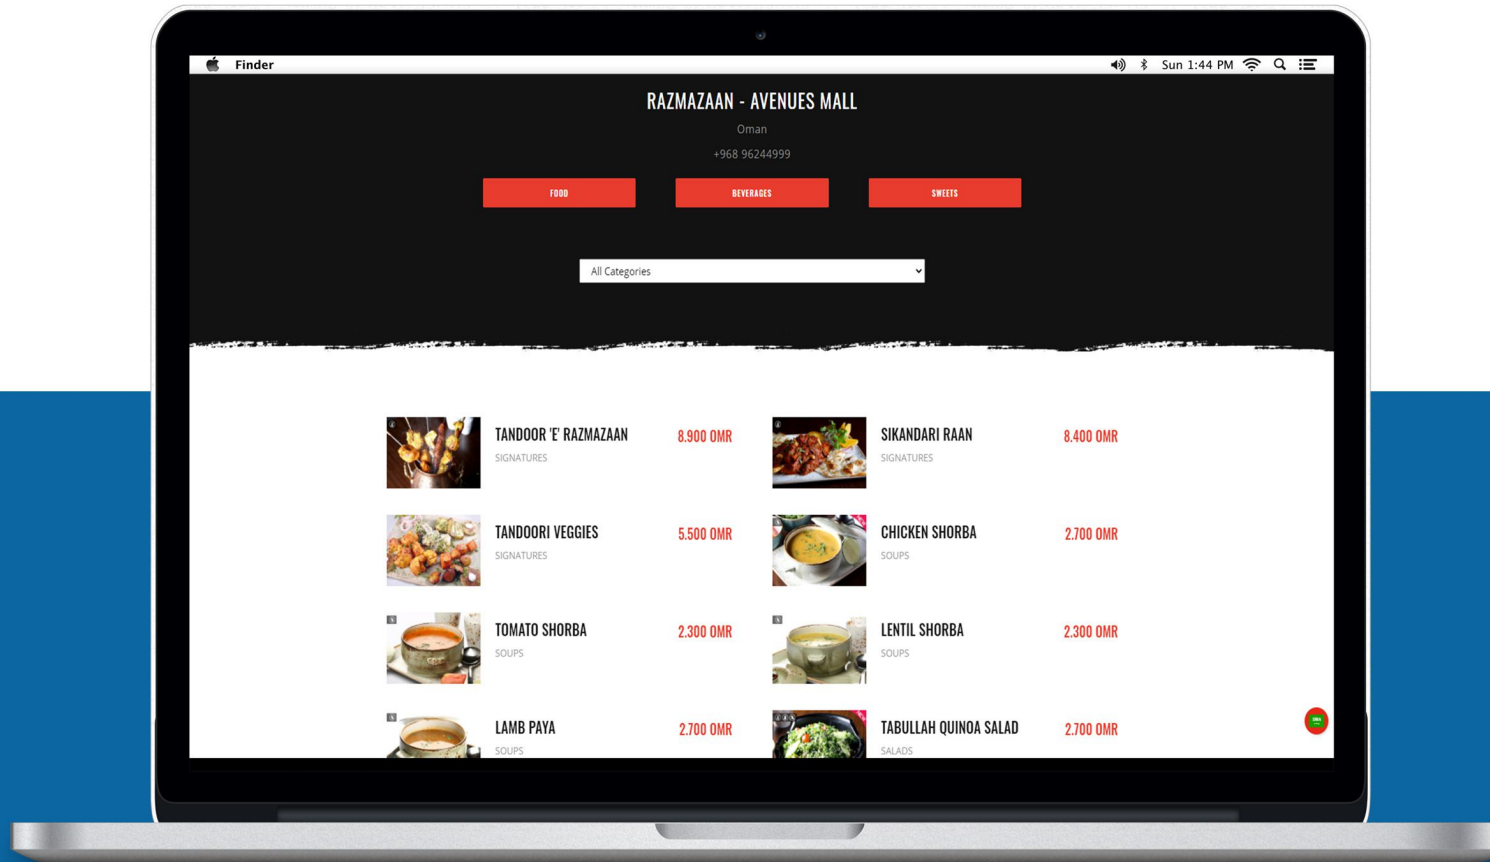 Finder
Sun 1:44 PM
RAZMAZAAN - AVENUES MALL
Oman
+968 96244999
FOOD
BEVERAGES
SWEETS
All Categories
TANDOOR 'E' RAZMAZAAN
8.900 OMR
SIGNATURES
SIKANDARI RAAN
8.400 OMR
SIGNATURES
TANDOORI VEGGIES
5.500 OMR
SIGNATURES
CHICKEN SHORBA
2.700 OMR
SOUPS
TOMATO SHORBA
2.300 OMR
SOUPS
LENTIL SHORBA
2.300 OMR
SOUPS
LAMB PAYA
2.700 OMR
SOUPS
TABULLAH QUINOA SALAD
2.700 OMR
SALADS